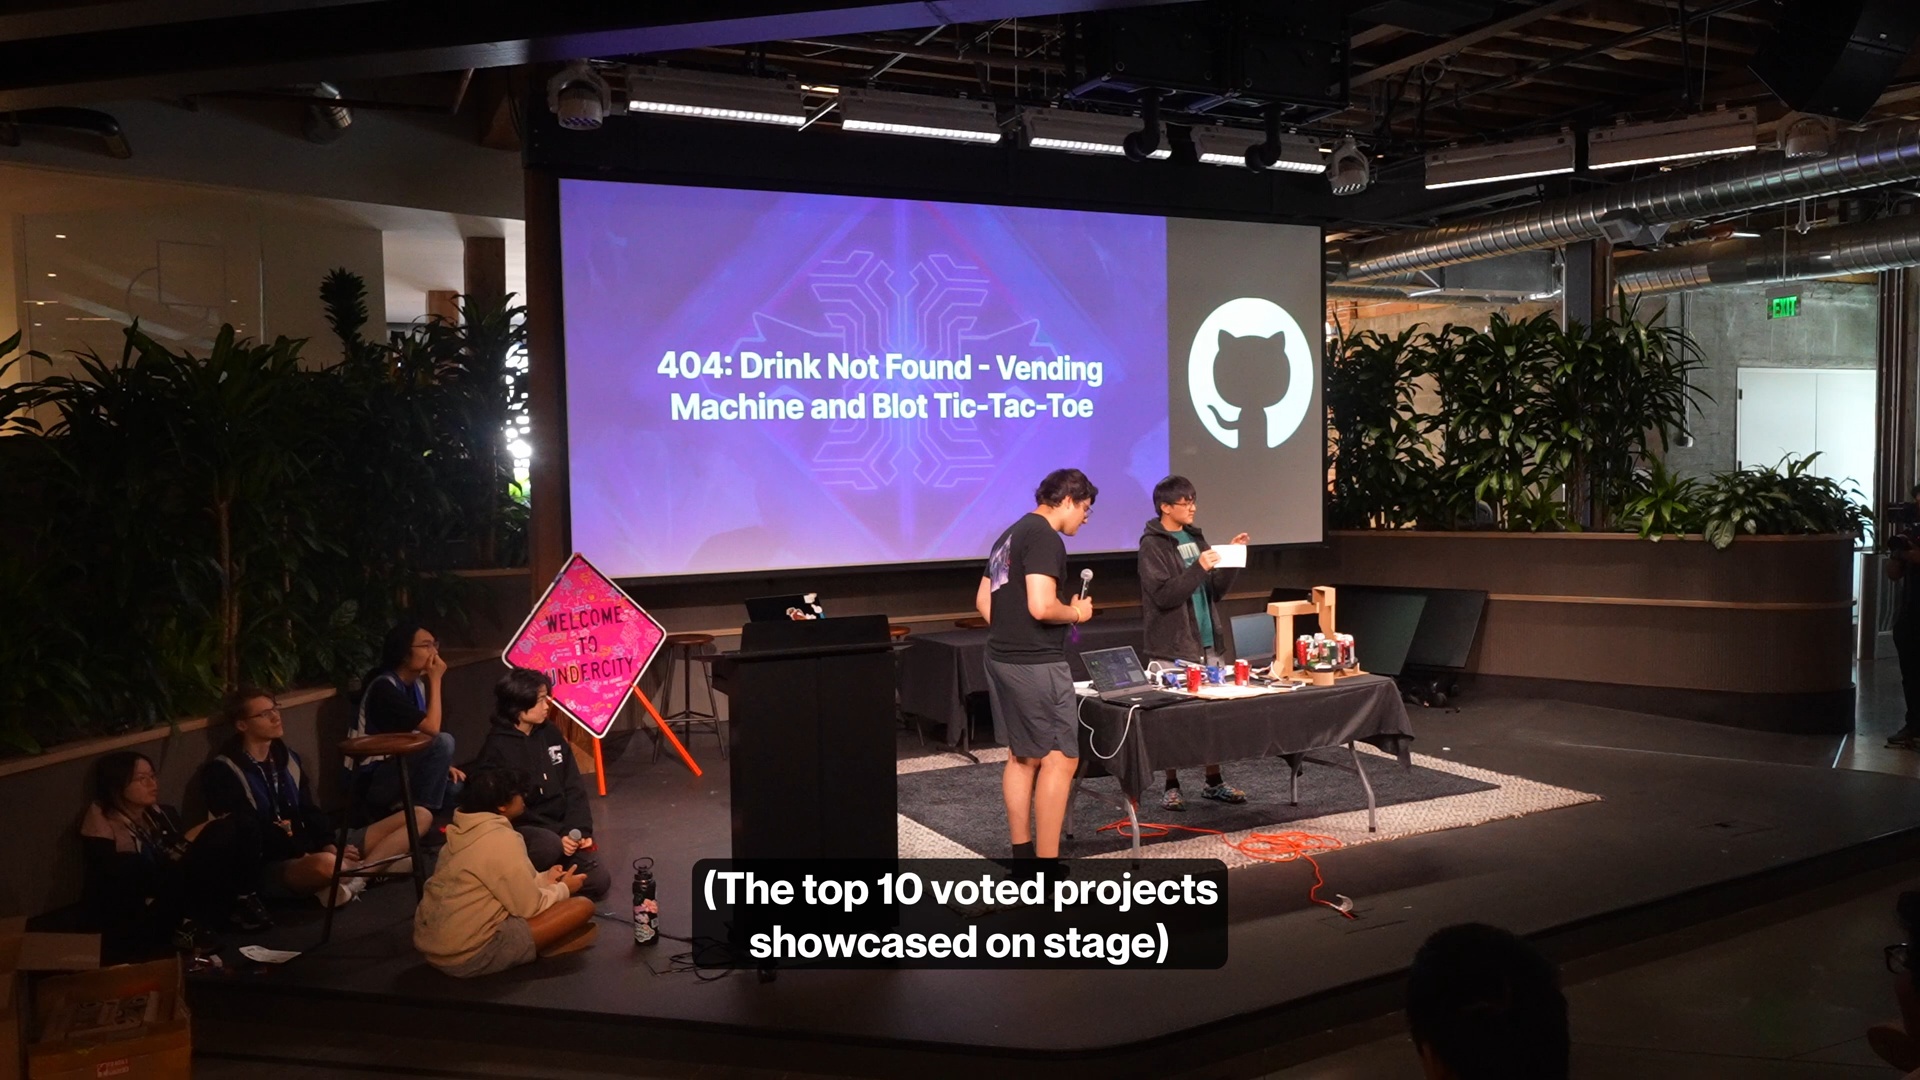 404: Drink Not Found - Vending
Machine and Blot Tic-Tac-Toe
EXIT
WELCOME
TO
UNDERCITY
(The top 10 voted projects
showcased on stage)